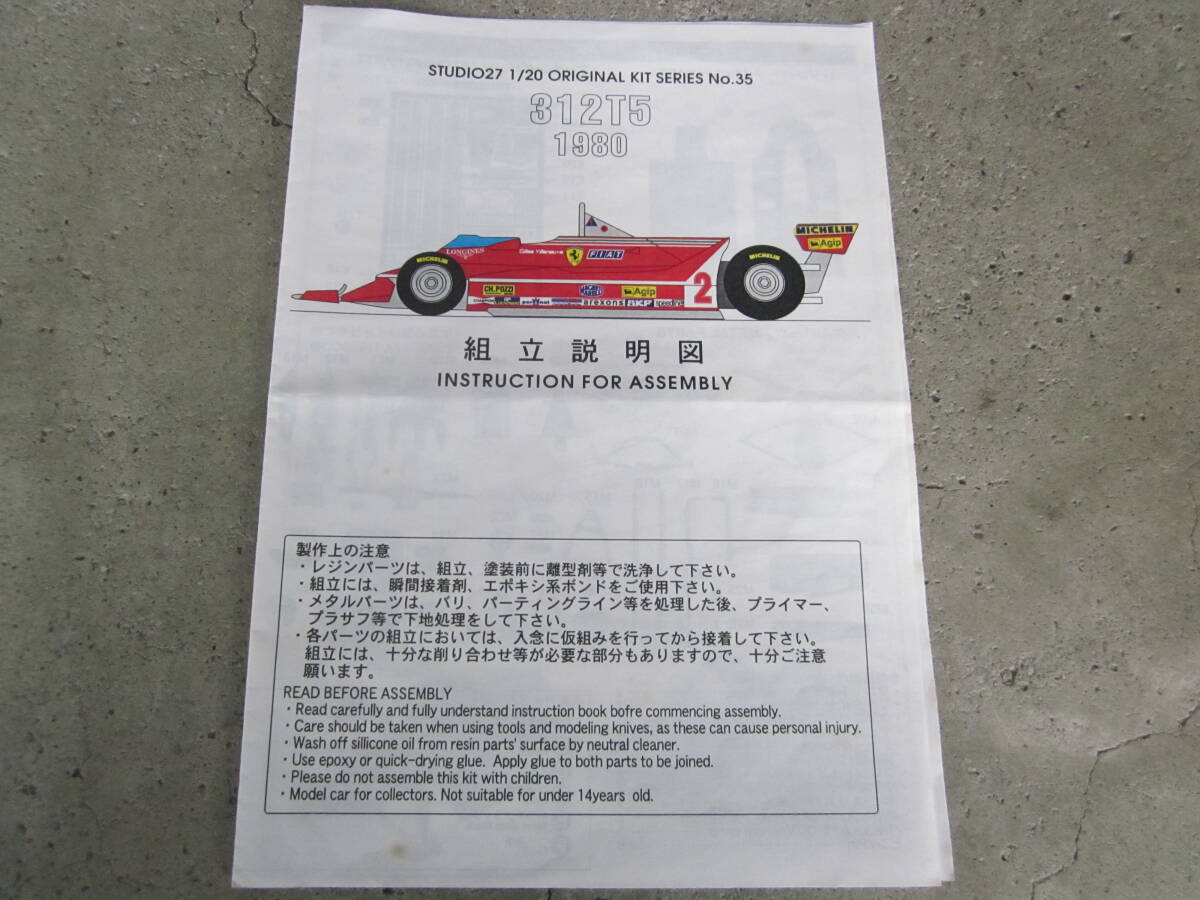 STUDIO27 1/20 ORIGINAL KIT SERIES No.35
312T5
1980
MICHELIN
Agip
LONGINES
Gilles Villeneuve
FIAT
MICHELIN
MICHELIN
CH.POZZI
MAGNETI MARELLI
Agip
2
arexons
SKF
speedline
組立説明図
INSTRUCTION FOR ASSEMBLY
製作上の注意
・レジンパーツは、組立、塗装前に離型剤等で洗浄して下さい。
・組立には、瞬間接着剤、エポキシ系ボンドをご使用下さい。
・メタルパーツは、バリ、パーティングライン等を処理した後、プライマー、
プラサフ等で下地処理をして下さい。
・各パーツの組立においては、入念に仮組みを行ってから接着して下さい。
組立には、十分な削り合わせ等が必要な部分もありますので、十分ご注意
願います。
READ BEFORE ASSEMBLY
・Read carefully and fully understand instruction book bofre commencing assembly.
・Care should be taken when using tools and modeling knives, as these can cause personal injury.
・Wash off sillicone oil from resin parts' surface by neutral cleaner.
・Use epoxy or quick-drying glue. Apply glue to both parts to be joined.
・Please do not assemble this kit with children.
・Model car for collectors. Not suitable for under 14years old.